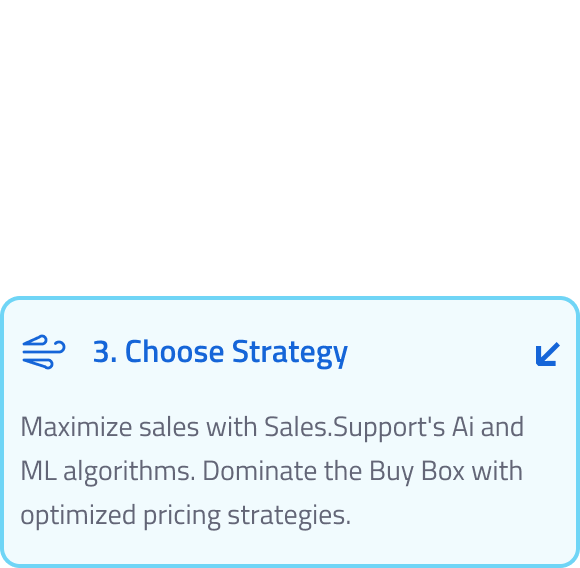 3. Choose Strategy
Maximize sales with Sales.Support's Ai and
ML algorithms. Dominate the Buy Box with
optimized pricing strategies.